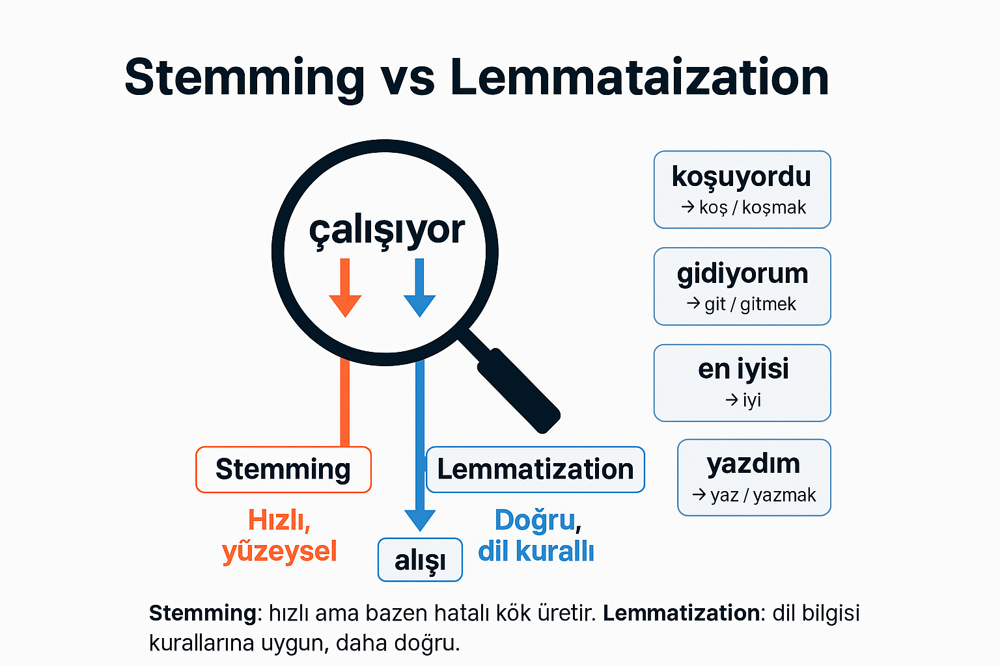 Stemming vs Lemmataization
çalışıyor
koşuyordu
→ koş / koşmak
gidiyorum
→ git / gitmek
en iyisi
→ iyi
yazdım
→ yaz / yazmak
Stemming
Hızlı,
yũzeysel
Lemmatization
Doğru,
dil kurallı
alışı
Stemming: hızlı ama bazen hatalı kök üretir. Lemmatization: dil bilgisi
kurallarına uygun, daha doğru.